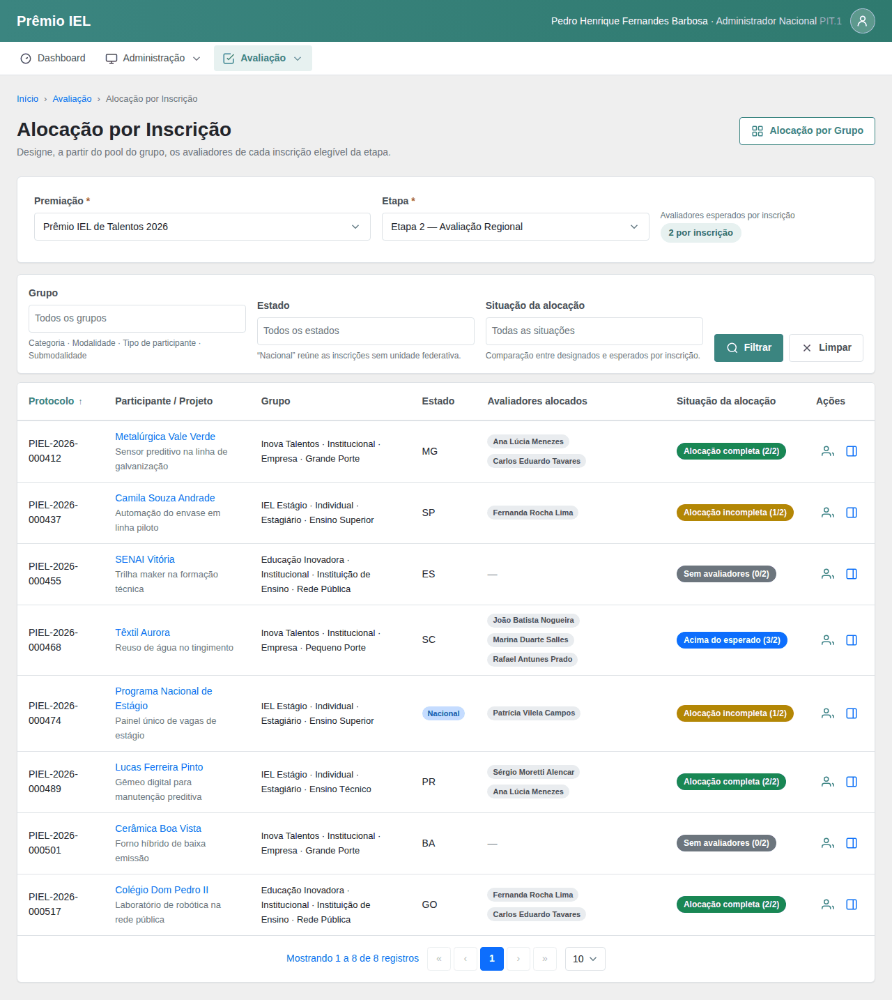 Prêmio IEL
Pedro Henrique Fernandes Barbosa · Administrador Nacional PIT.1
Dashboard
Administração
Avaliação
Início › Avaliação › Alocação por Inscrição
Alocação por Inscrição
Designe, a partir do pool do grupo, os avaliadores de cada inscrição elegível da etapa.
Alocação por Grupo
Premiação *
Prêmio IEL de Talentos 2026
Etapa *
Etapa 2 — Avaliação Regional
Avaliadores esperados por inscrição
2 por inscrição
Grupo
Todos os grupos
Categoria · Modalidade · Tipo de participante ·
Submodalidade
Estado
Todos os estados
“Nacional” reúne as inscrições sem unidade federativa.
Situação da alocação
Todas as situações
Comparação entre designados e esperados por inscrição.
Filtrar
Limpar
Protocolo ↑
Participante / Projeto
Grupo
Estado
Avaliadores alocados
Situação da alocação
Ações
PIEL-2026-
000412
Metalúrgica Vale Verde
Sensor preditivo na linha de
galvanização
Inova Talentos · Institucional ·
Empresa · Grande Porte
MG
Ana Lúcia Menezes
Carlos Eduardo Tavares
Alocação completa (2/2)
PIEL-2026-
000437
Camila Souza Andrade
Automação do envase em
linha piloto
IEL Estágio · Individual ·
Estagiário · Ensino Superior
SP
Fernanda Rocha Lima
Alocação incompleta (1/2)
PIEL-2026-
000455
SENAI Vitória
Trilha maker na formação
técnica
Educação Inovadora ·
Institucional · Instituição de
Ensino · Rede Pública
ES
—
Sem avaliadores (0/2)
PIEL-2026-
000468
Têxtil Aurora
Reuso de água no tingimento
Inova Talentos · Institucional ·
Empresa · Pequeno Porte
SC
João Batista Nogueira
Marina Duarte Salles
Rafael Antunes Prado
Acima do esperado (3/2)
PIEL-2026-
000474
Programa Nacional de
Estágio
Painel único de vagas de
estágio
IEL Estágio · Individual ·
Estagiário · Ensino Superior
Nacional
Patrícia Vilela Campos
Alocação incompleta (1/2)
PIEL-2026-
000489
Lucas Ferreira Pinto
Gêmeo digital para
manutenção preditiva
IEL Estágio · Individual ·
Estagiário · Ensino Técnico
PR
Sérgio Moretti Alencar
Ana Lúcia Menezes
Alocação completa (2/2)
PIEL-2026-
000501
Cerâmica Boa Vista
Forno híbrido de baixa
emissão
Inova Talentos · Institucional ·
Empresa · Grande Porte
BA
—
Sem avaliadores (0/2)
PIEL-2026-
000517
Colégio Dom Pedro II
Laboratório de robótica na
rede pública
Educação Inovadora ·
Institucional · Instituição de
Ensino · Rede Pública
GO
Fernanda Rocha Lima
Carlos Eduardo Tavares
Alocação completa (2/2)
Mostrando 1 a 8 de 8 registros
« ‹ 1 › »
10